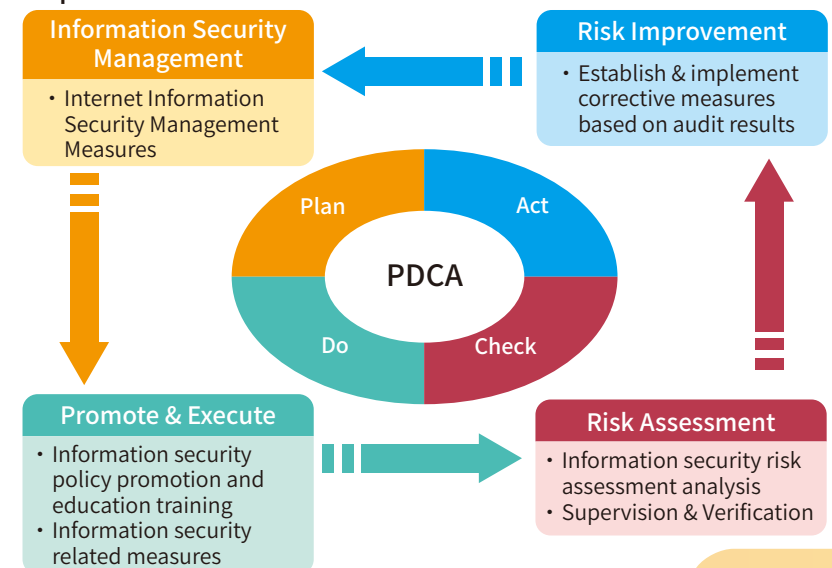 Information Security
Management
・Internet Information
Security Management
Measures
Risk Improvement
・Establish & implement
corrective measures
based on audit results
Plan
Act
PDCA
Do
Check
Promote & Execute
・Information security
policy promotion and
education training
・Information security
related measures
Risk Assessment
・Information security risk
assessment analysis
・Supervision & Verification